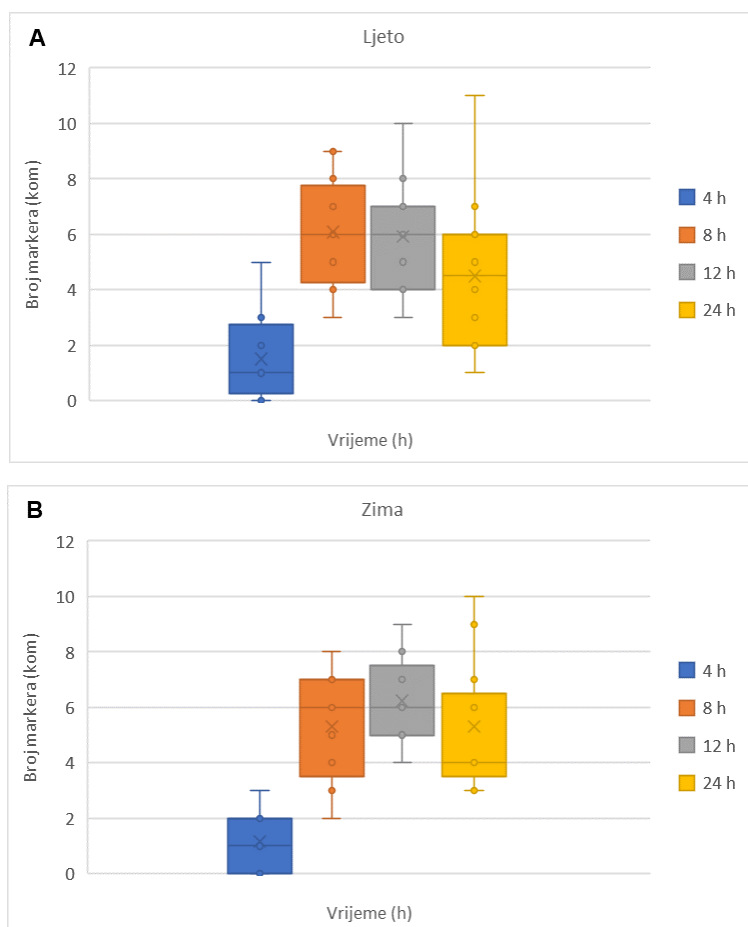 A
Ljeto
12
10
8
6
4
2
0
Broj markera (kom)
Vrijeme (h)
4 h
8 h
12 h
24 h
B
Zima
12
10
8
6
4
2
0
Broj markera (kom)
Vrijeme (h)
4 h
8 h
12 h
24 h